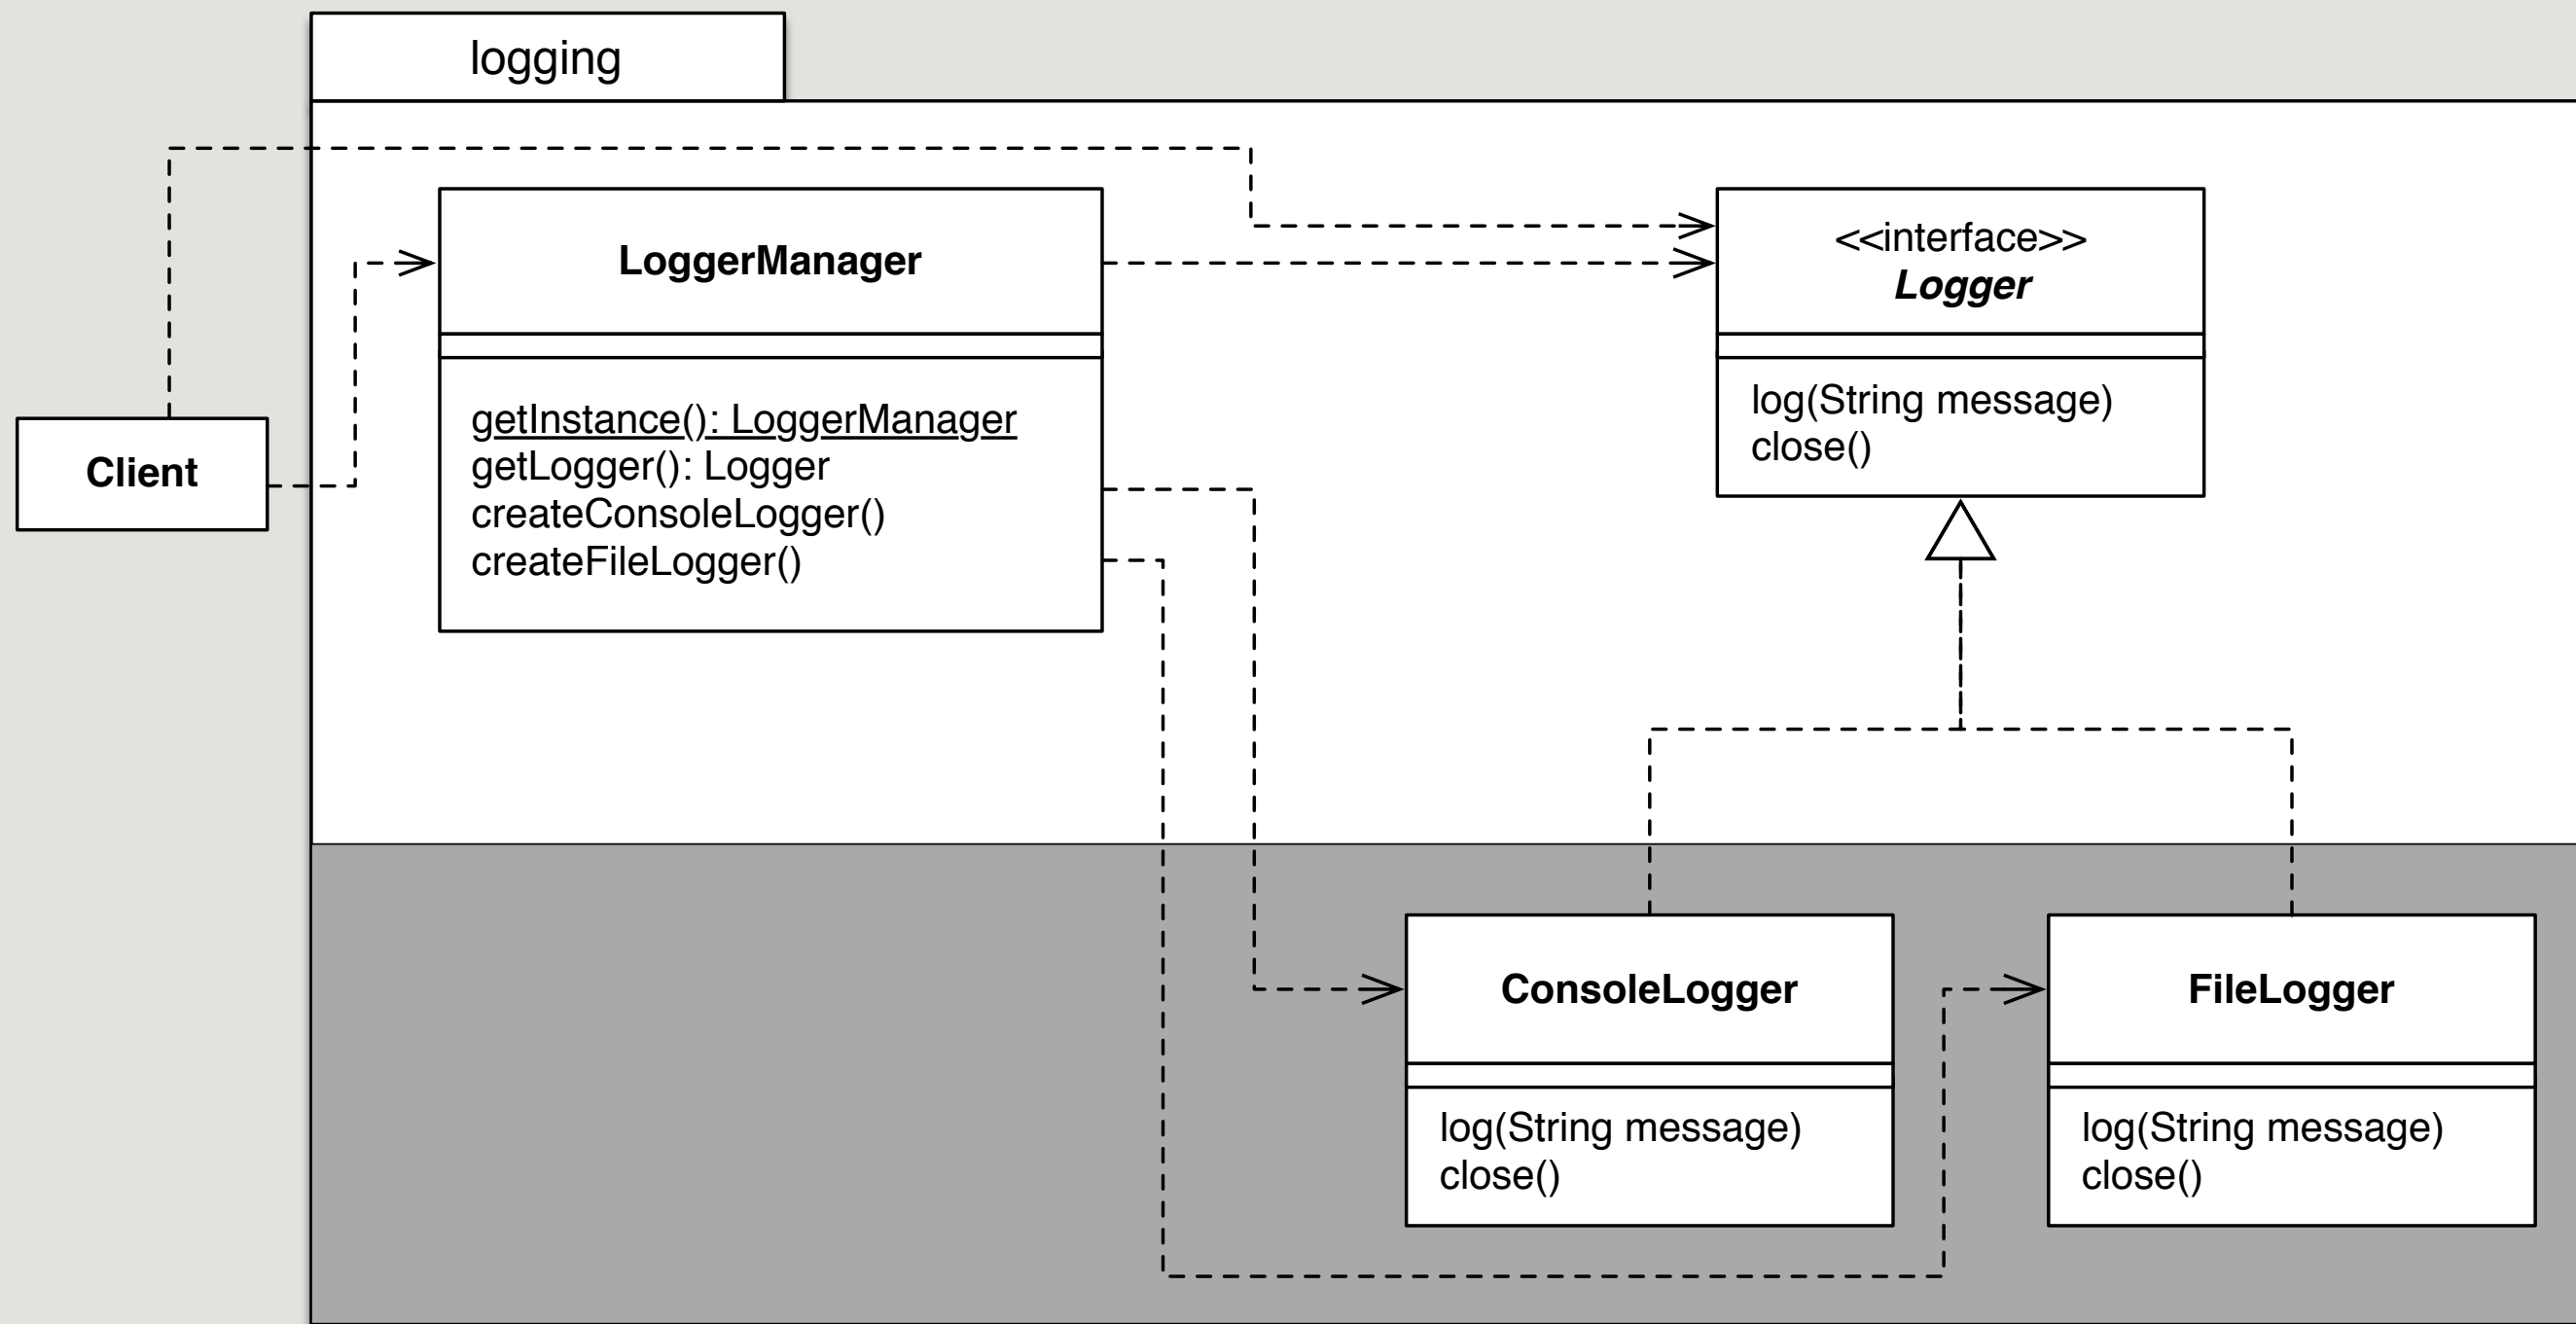 logging
LoggerManager
getInstance(): LoggerManager
getLogger(): Logger
createConsoleLogger()
createFileLogger()
<<interface>>
Logger
log(String message)
close()
Client
ConsoleLogger
log(String message)
close()
FileLogger
log(String message)
close()